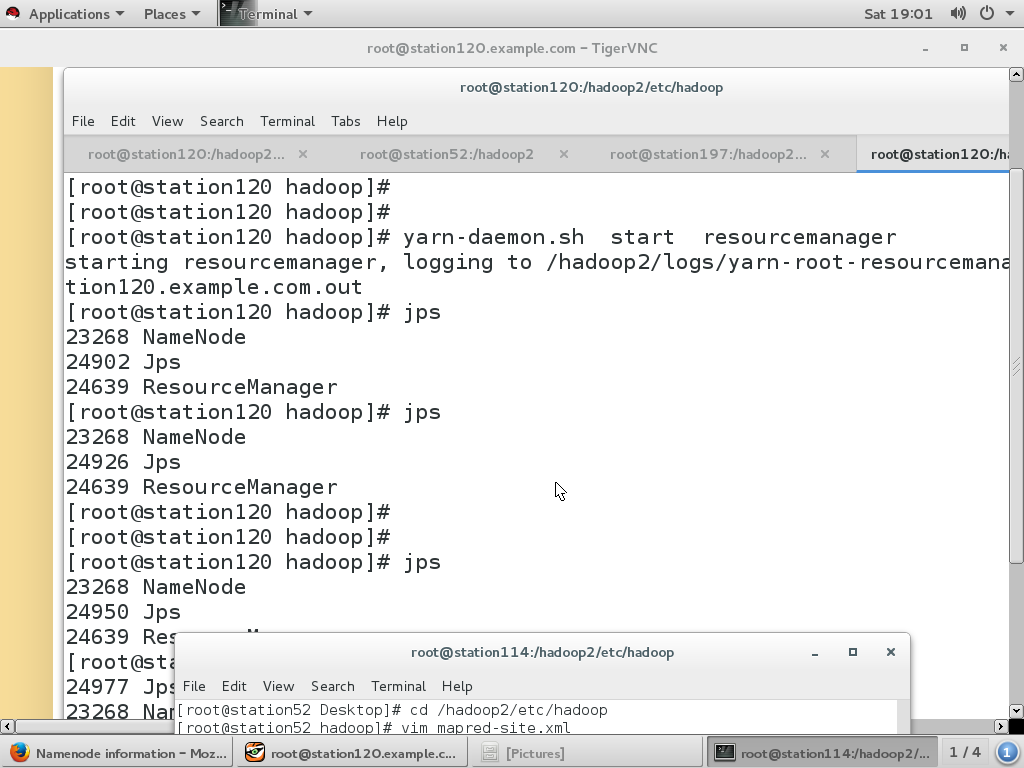 Applications Places Terminal Sat 19:01
root@station120.example.com – TigerVNC
root@station120:/hadoop2/etc/hadoop
File Edit View Search Terminal Tabs Help
root@station120:/hadoop2... root@station52:/hadoop2 root@station197:/hadoop2... root@station120:/ha
[root@station120 hadoop]#
[root@station120 hadoop]#
[root@station120 hadoop]# yarn-daemon.sh start resourcemanager
starting resourcemanager, logging to /hadoop2/logs/yarn-root-resourcemana
tion120.example.com.out
[root@station120 hadoop]# jps
23268 NameNode
24902 Jps
24639 ResourceManager
[root@station120 hadoop]# jps
23268 NameNode
24926 Jps
24639 ResourceManager
[root@station120 hadoop]#
[root@station120 hadoop]#
[root@station120 hadoop]# jps
23268 NameNode
24950 Jps
24639 Res
[root@sta
24977 Jps
23268 Nam
root@station114:/hadoop2/etc/hadoop
File Edit View Search Terminal Help
[root@station52 Desktop]# cd /hadoop2/etc/hadoop
[root@station52 hadoop]# vim mapred-site.xml
Namenode information – Moz... root@station120.example.c... [Pictures] root@station114:/hadoop2/... 1 / 4 1